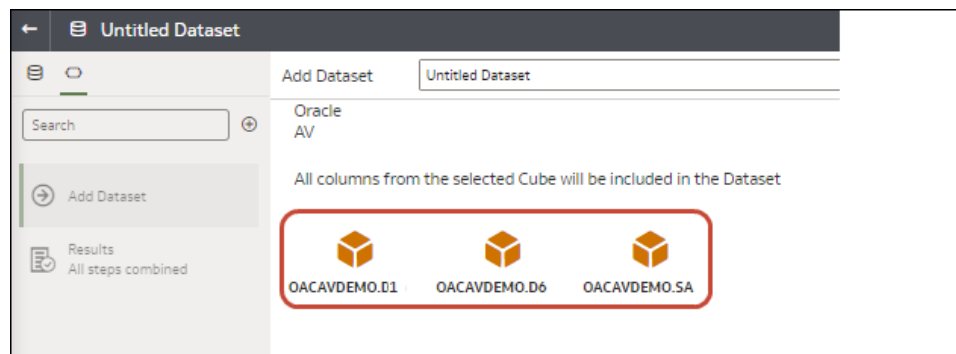 Untitled Dataset
Search
Add Dataset
Results
All steps combined
Add Dataset
Untitled Dataset
Oracle
AV
All columns from the selected Cube will be included in the Dataset
OACAVDEMO.D1
OACAVDEMO.D6
OACAVDEMO.SA